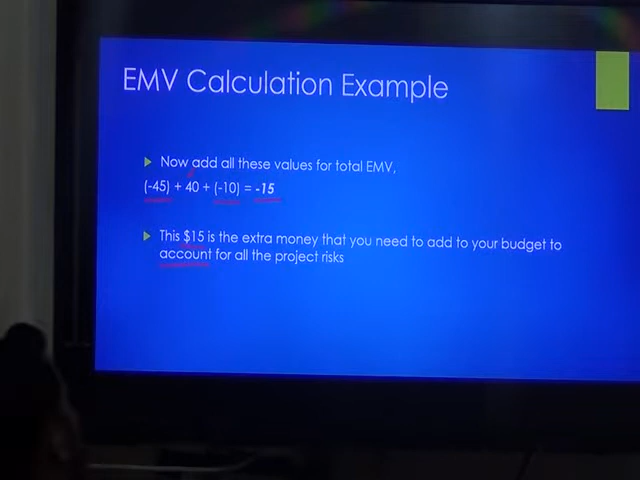 EMV Calculation Example
Now add all these values for total EMV,
(-45) + 40 + (-10) = -15
This $15 is the extra money that you need to add to your budget to
account for all the project risks